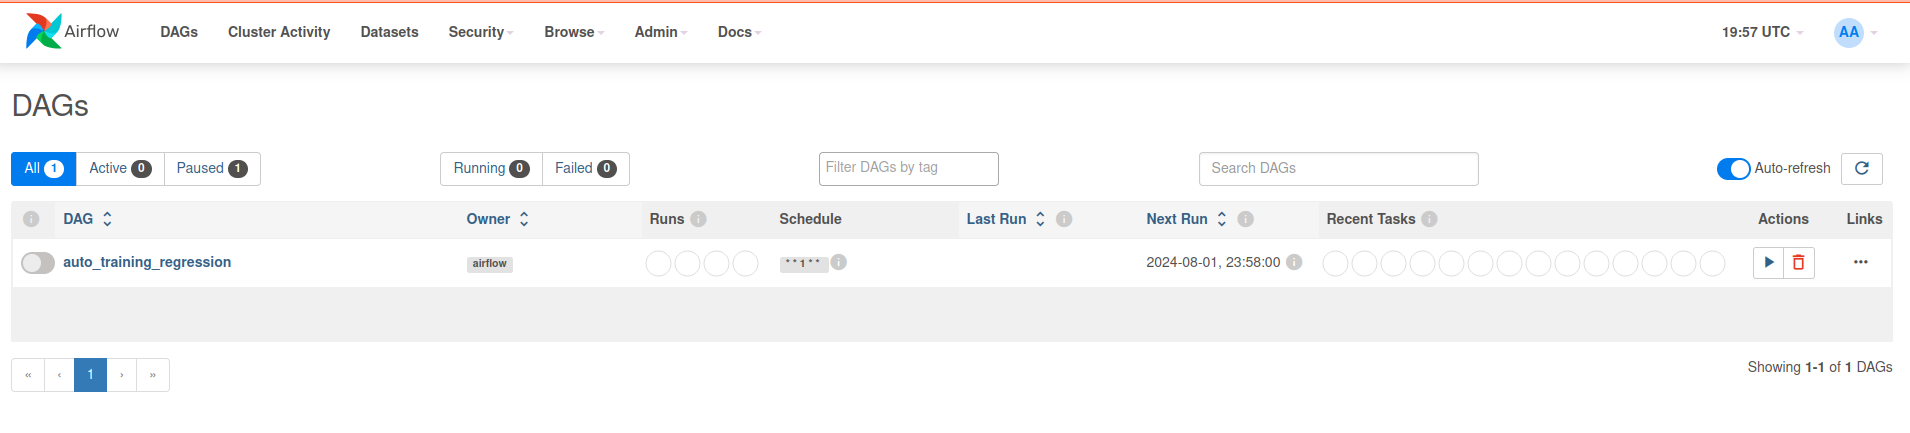 Airflow DAGs Cluster Activity Datasets Security Browse Admin Docs 19:57 UTC AA
DAGs
All 1 Active 0 Paused 1 Running 0 Failed 0 Filter DAGs by tag Search DAGs Auto-refresh
i DAG Owner Runs i Schedule Last Run i Next Run i Recent Tasks i Actions Links
auto_training_regression airflow * * 1 * * i 2024-08-01, 23:58:00 i ...
« ‹ 1 › »
Showing 1-1 of 1 DAGs